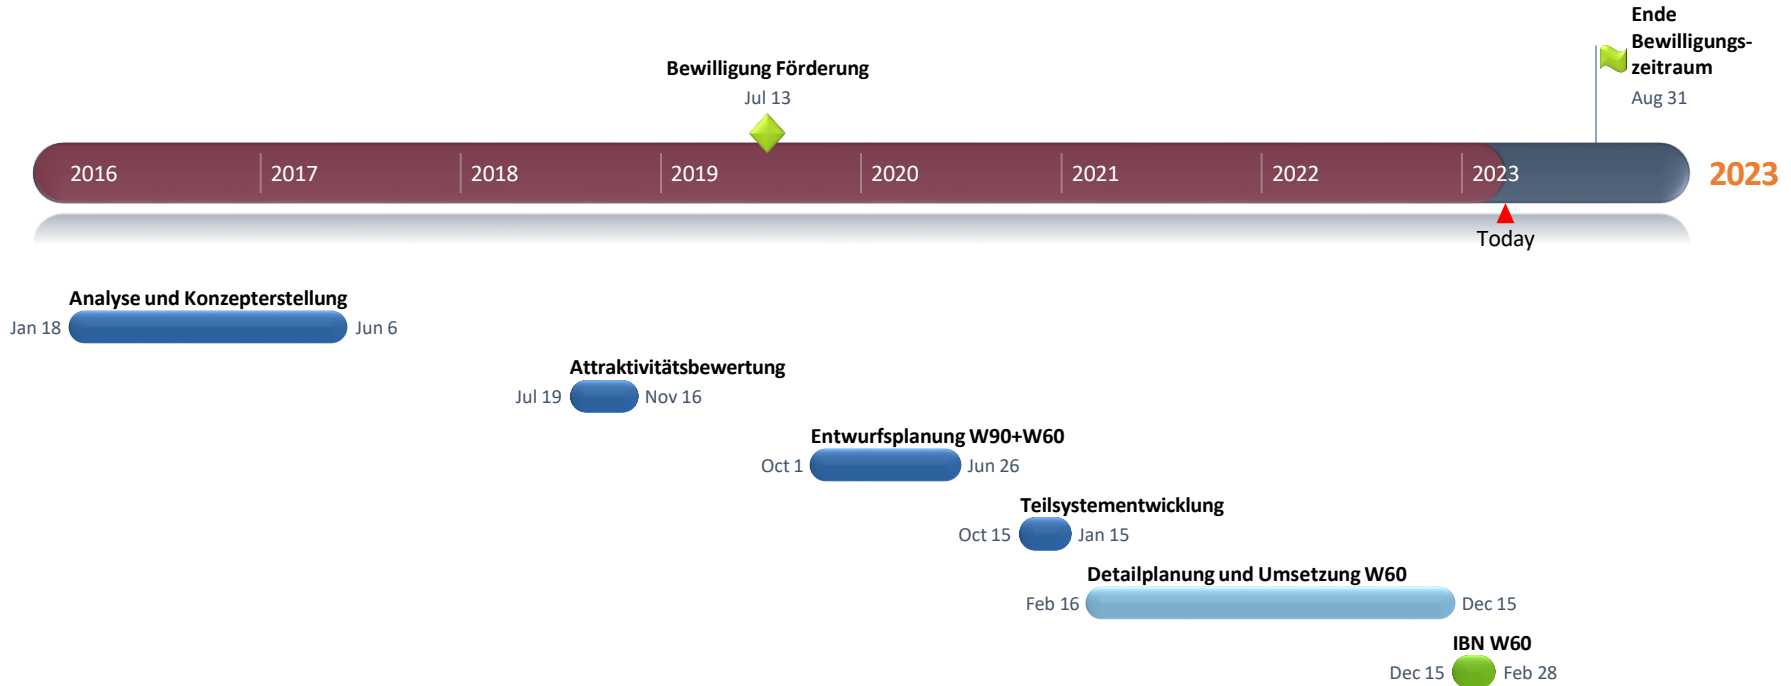 Ende
Bewilligungs-
zeitraum
Aug 31
Bewilligung Förderung
Jul 13
2016 2017 2018 2019 2020 2021 2022 2023 2023
Today
Analyse und Konzepterstellung
Jan 18 Jun 6
Attraktivitätsbewertung
Jul 19 Nov 16
Entwurfsplanung W90+W60
Oct 1 Jun 26
Teilsystementwicklung
Oct 15 Jan 15
Detailplanung und Umsetzung W60
Feb 16 Dec 15
IBN W60
Dec 15 Feb 28